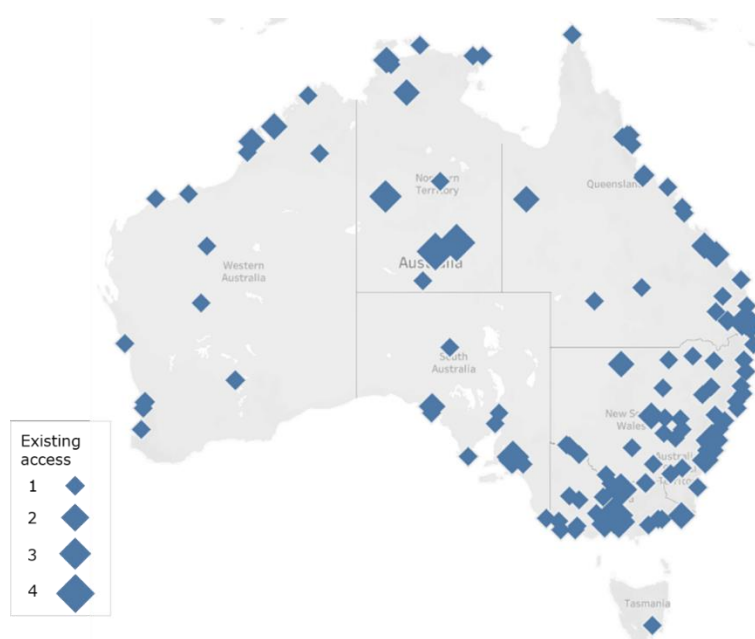 Northern
Territory
Queensland
Western
Australia
Australia
South
Australia
New South
Wales
Tasmania
Existing
access
1
2
3
4